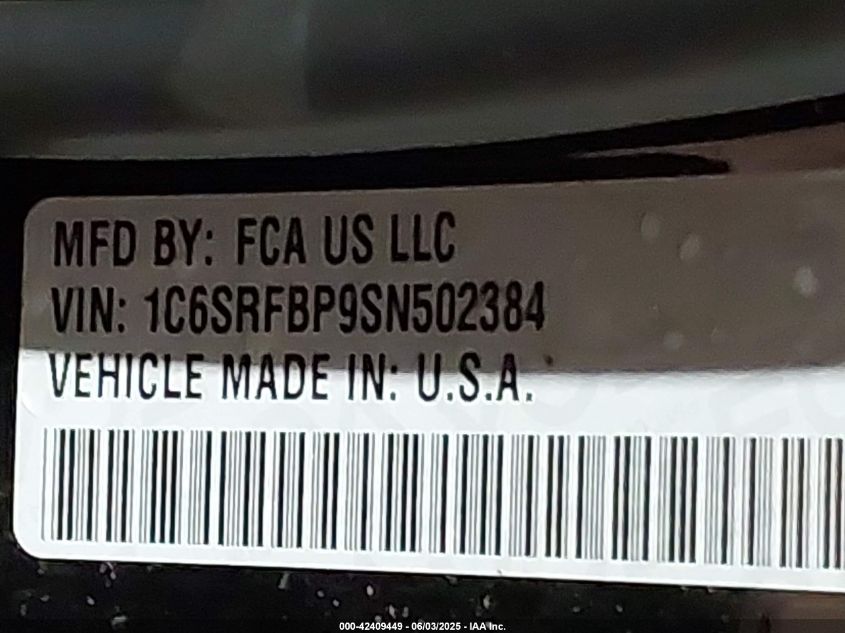 MFD BY: FCA US LLC
VIN: 1C6SRFBP9SN502384
VEHICLE MADE IN: U.S.A.
000-42409449 - 06/03/2025 - IAA Inc.